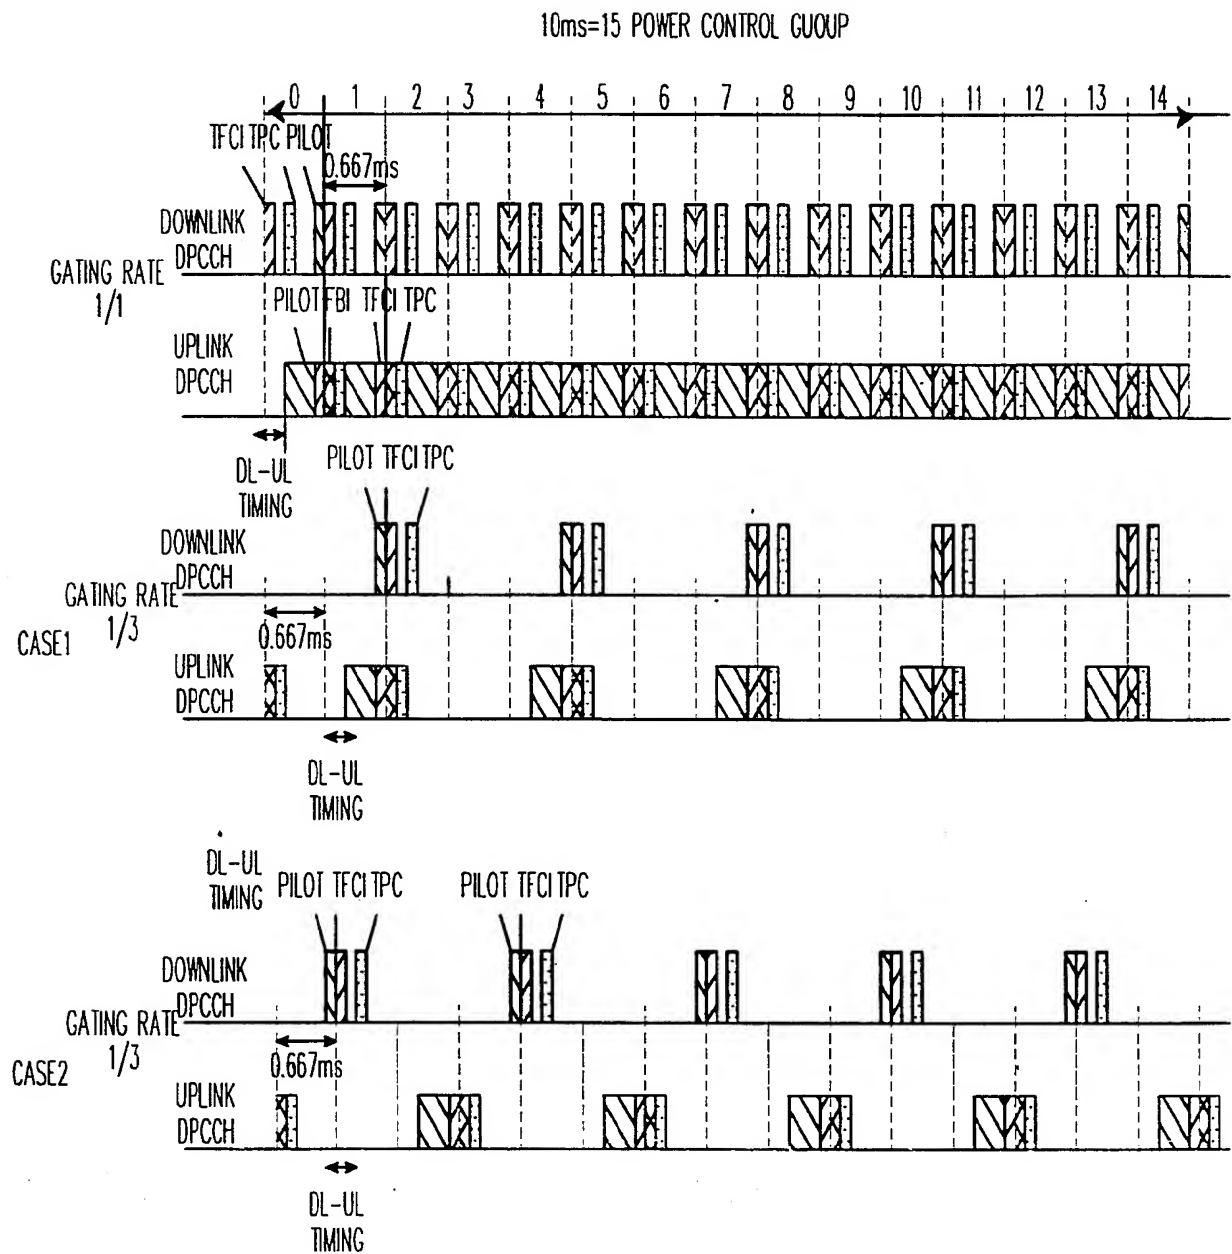 10ms=15 POWER CONTROL GUOUP
0 1 2 3 4 5 6 7 8 9 10 11 12 13 14
TFCI TPC PILOT
0.667ms
DOWNLINK
DPCCH
GATING RATE
1/1
PILOT FBI TFCI TPC
UPLINK
DPCCH
DL-UL
TIMING
PILOT TFCI TPC
DOWNLINK
DPCCH
GATING RATE
1/3
CASE1
0.667ms
UPLINK
DPCCH
DL-UL
TIMING
DL-UL
TIMING
PILOT TFCI TPC
PILOT TFCI TPC
DOWNLINK
DPCCH
GATING RATE
1/3
CASE2
0.667ms
UPLINK
DPCCH
DL-UL
TIMING